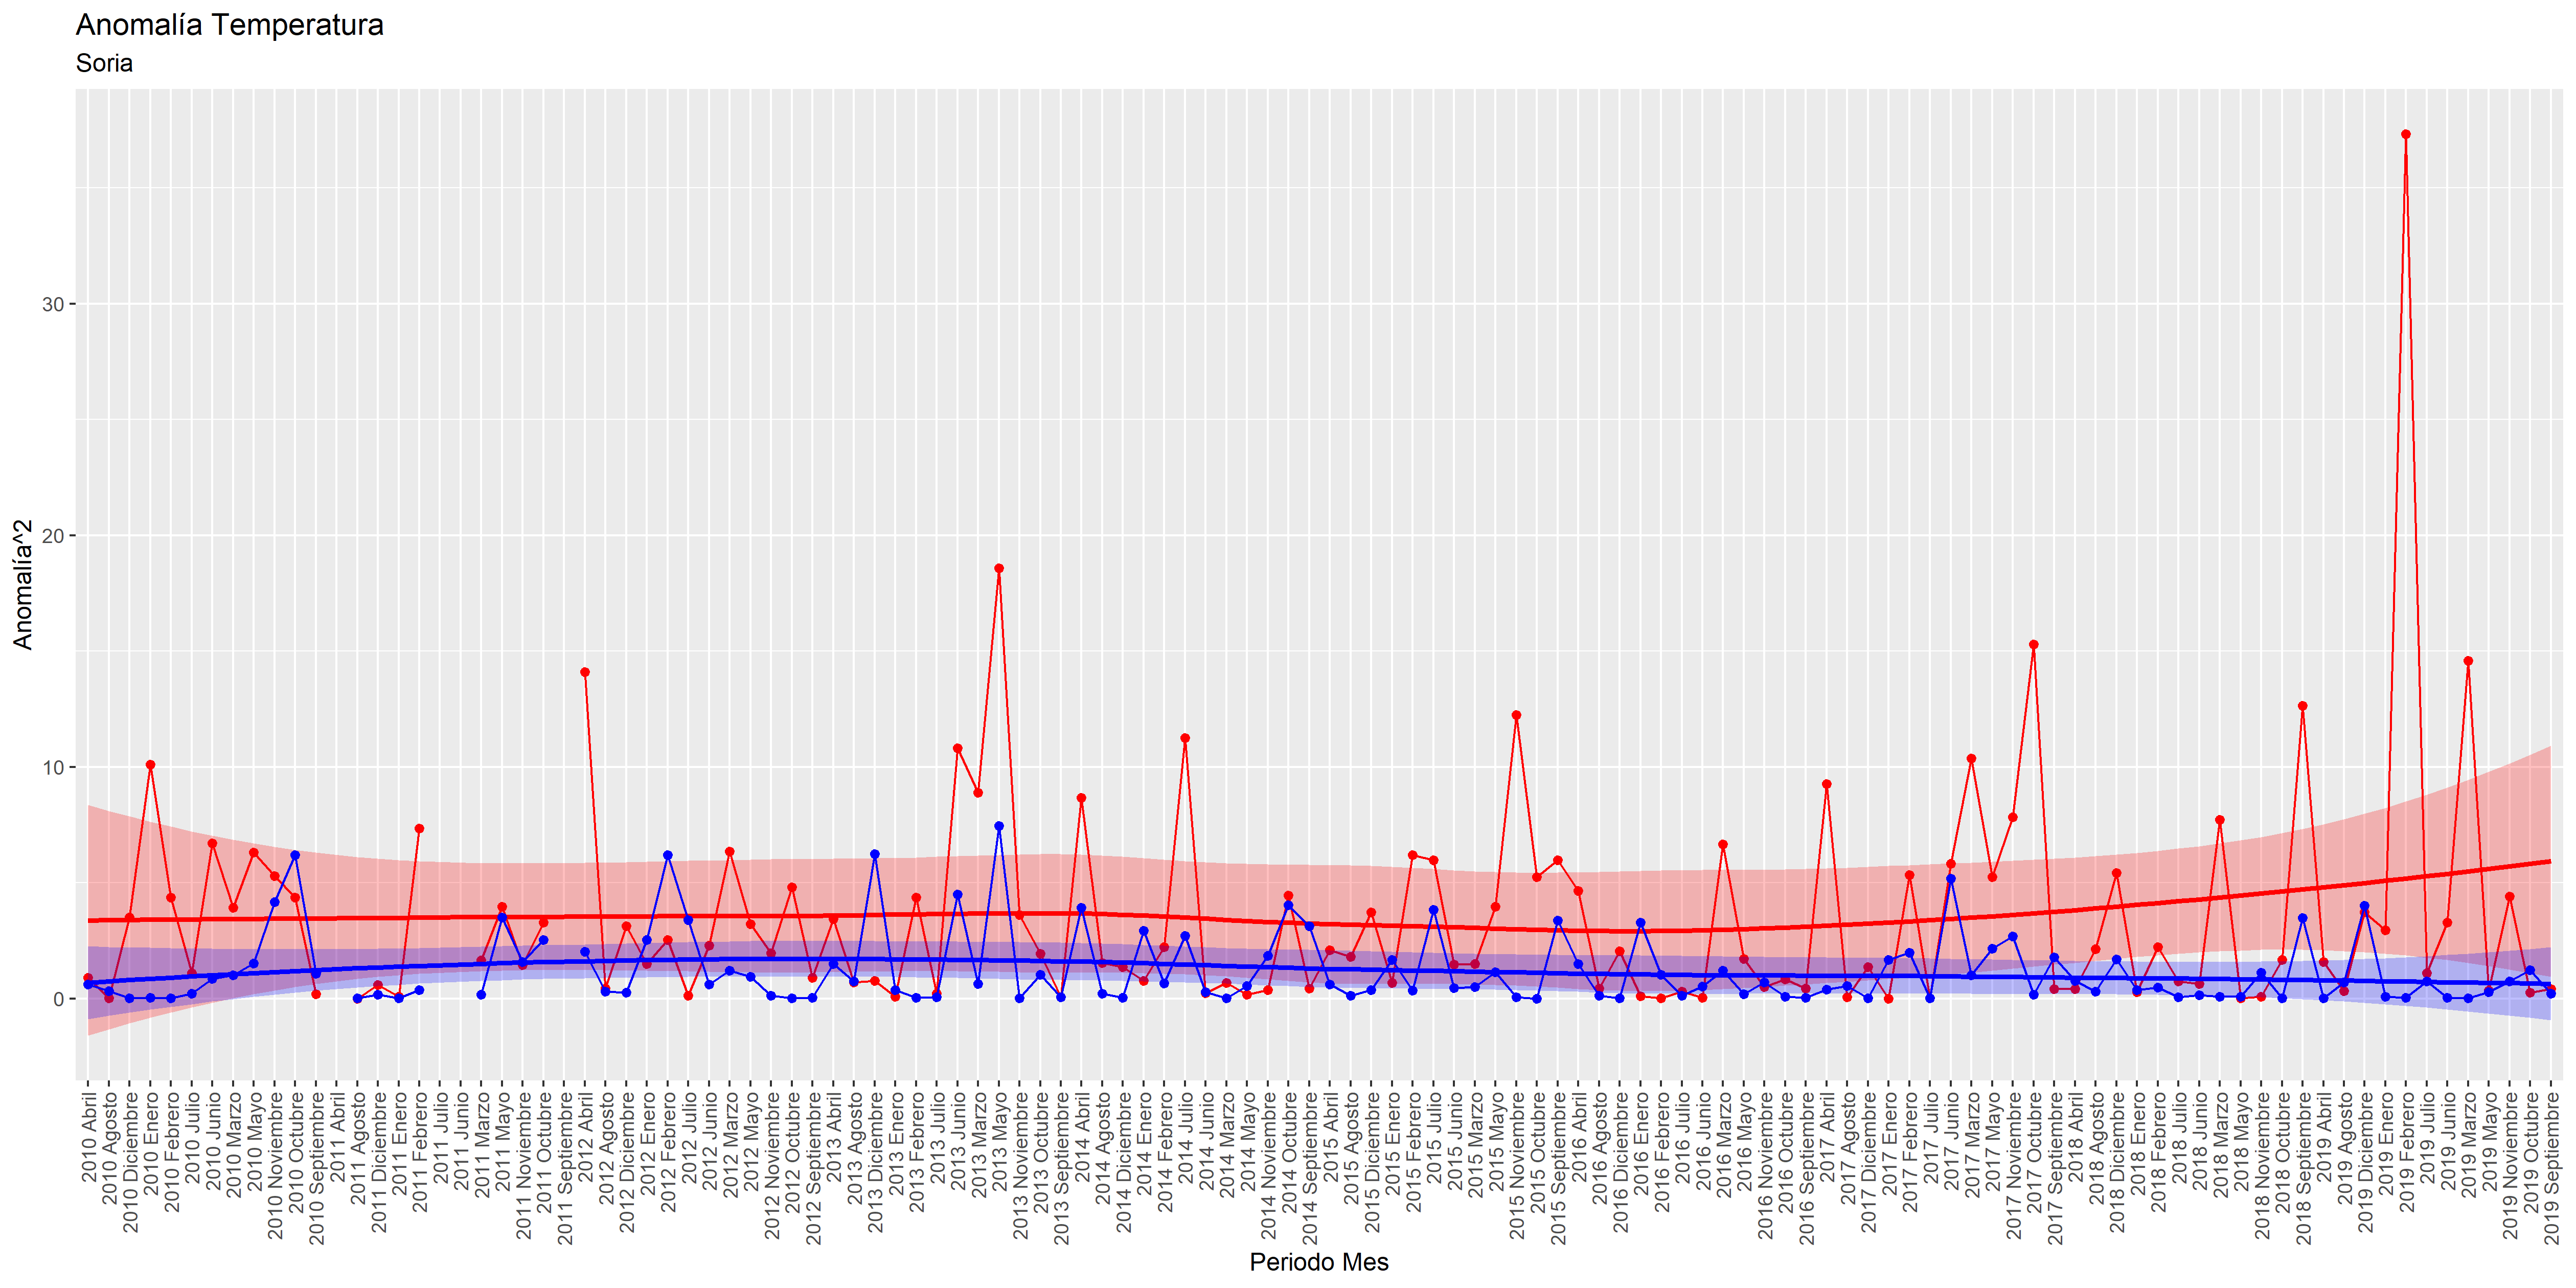 Anomalía Temperatura
Soria
Anomalía^2
30
20
10
0
2010 Abril
2010 Agosto
2010 Diciembre
2010 Enero
2010 Febrero
2010 Julio
2010 Junio
2010 Marzo
2010 Mayo
2010 Noviembre
2010 Octubre
2010 Septiembre
2011 Abril
2011 Agosto
2011 Diciembre
2011 Enero
2011 Febrero
2011 Julio
2011 Junio
2011 Marzo
2011 Mayo
2011 Noviembre
2011 Octubre
2011 Septiembre
2012 Abril
2012 Agosto
2012 Diciembre
2012 Enero
2012 Febrero
2012 Julio
2012 Junio
2012 Marzo
2012 Mayo
2012 Noviembre
2012 Octubre
2012 Septiembre
2013 Abril
2013 Agosto
2013 Diciembre
2013 Enero
2013 Febrero
2013 Julio
2013 Junio
2013 Marzo
2013 Mayo
2013 Noviembre
2013 Octubre
2013 Septiembre
2014 Abril
2014 Agosto
2014 Diciembre
2014 Enero
2014 Febrero
2014 Julio
2014 Junio
2014 Marzo
2014 Mayo
2014 Noviembre
2014 Octubre
2014 Septiembre
2015 Abril
2015 Agosto
2015 Diciembre
2015 Enero
2015 Febrero
2015 Julio
2015 Junio
2015 Marzo
2015 Mayo
2015 Noviembre
2015 Octubre
2015 Septiembre
2016 Abril
2016 Agosto
2016 Diciembre
2016 Enero
2016 Febrero
2016 Julio
2016 Junio
2016 Marzo
2016 Mayo
2016 Noviembre
2016 Octubre
2016 Septiembre
2017 Abril
2017 Agosto
2017 Diciembre
2017 Enero
2017 Febrero
2017 Julio
2017 Junio
2017 Marzo
2017 Mayo
2017 Noviembre
2017 Octubre
2017 Septiembre
2018 Abril
2018 Agosto
2018 Diciembre
2018 Enero
2018 Febrero
2018 Julio
2018 Junio
2018 Marzo
2018 Mayo
2018 Noviembre
2018 Octubre
2018 Septiembre
2019 Abril
2019 Agosto
2019 Diciembre
2019 Enero
2019 Febrero
2019 Julio
2019 Junio
2019 Marzo
2019 Mayo
2019 Noviembre
2019 Octubre
2019 Septiembre
Periodo Mes